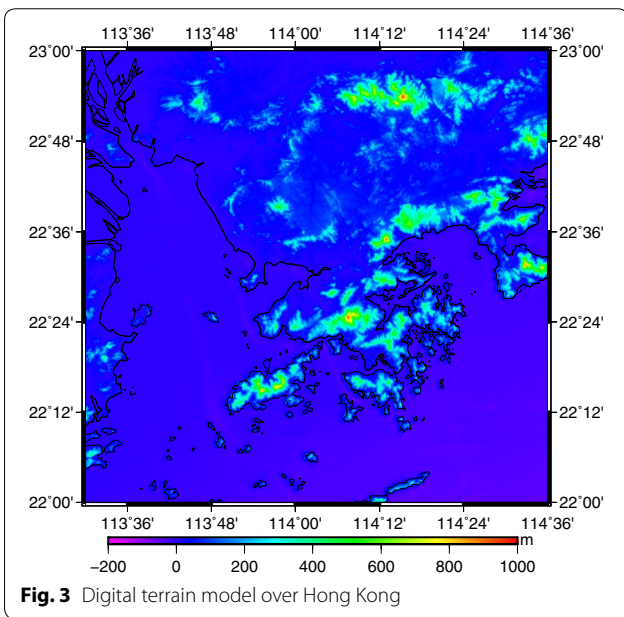 113˚36' 113˚48' 114˚00' 114˚12' 114˚24' 114˚36'
23˚00' 23˚00'
22˚48' 22˚48'
22˚36' 22˚36'
22˚24' 22˚24'
22˚12' 22˚12'
22˚00' 22˚00'
113˚36' 113˚48' 114˚00' 114˚12' 114˚24' 114˚36'
m
−200 0 200 400 600 800 1000
Fig. 3 Digital terrain model over Hong Kong